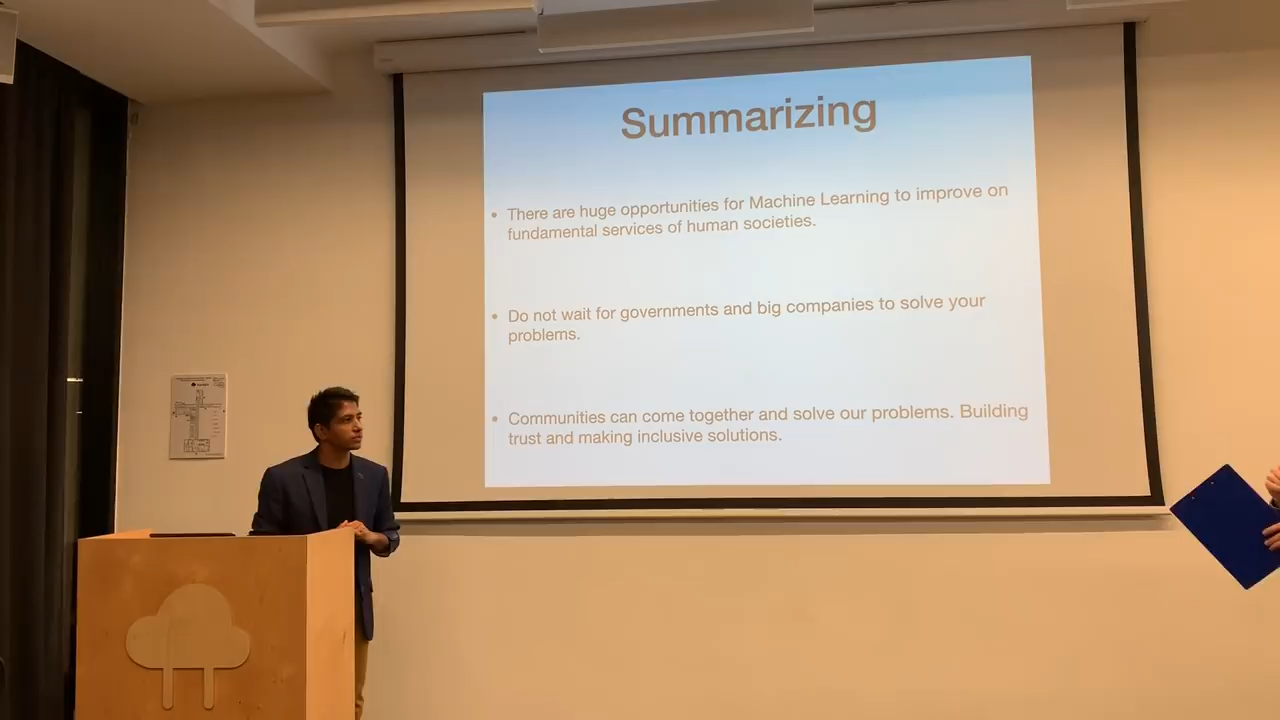 Summarizing
• There are huge opportunities for Machine Learning to improve on
fundamental services of human societies.
• Do not wait for governments and big companies to solve your
problems.
• Communities can come together and solve our problems. Building
trust and making inclusive solutions.